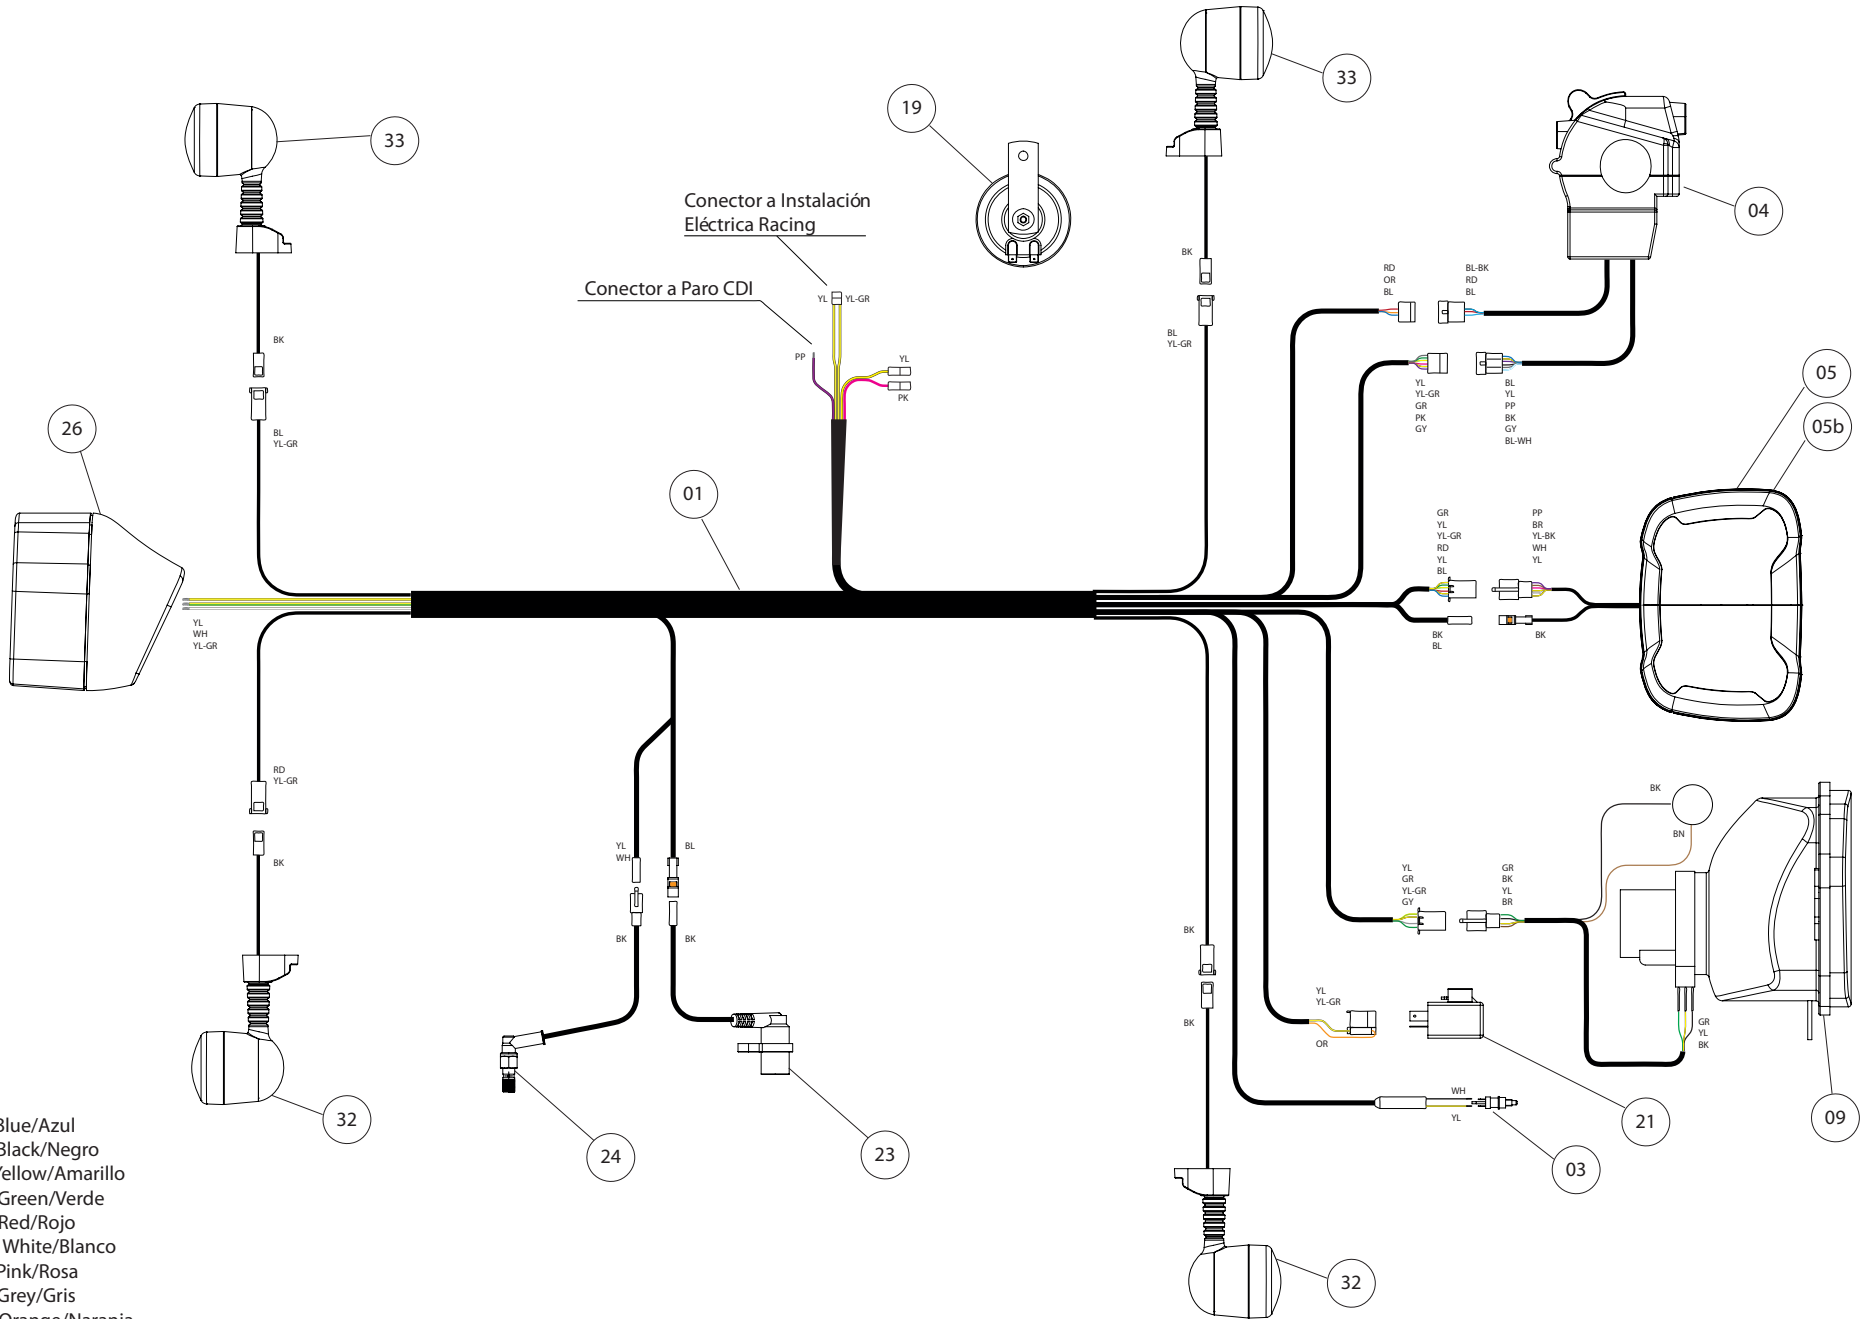 33
19
33
04
Conector a Instalación
Eléctrica Racing
Conector a Paro CDI
YL
YL-GR
PP
YL
PK
BK
BL
YL-GR
BK
BL
YL-GR
RD
OR
BL
BL-BK
RD
BL
YL
YL-GR
GR
PK
GY
BL
YL
PP
BK
GY
BL-WH
05
05b
26
01
GR
YL
YL-GR
RD
YL
BL
PP
BR
YL-BK
WH
YL
BK
BL
BK
YL
WH
YL-GR
RD
YL-GR
BK
YL
WH
BL
BK
BK
BK
BK
BK
BN
YL
GR
YL-GR
GY
GR
BK
YL
BR
YL
YL-GR
OR
GR
YL
BK
WH
YL
32
24
23
21
03
09
32
Blue/Azul
Black/Negro
Yellow/Amarillo
Green/Verde
Red/Rojo
White/Blanco
Pink/Rosa
Grey/Gris
Orange/Naranja